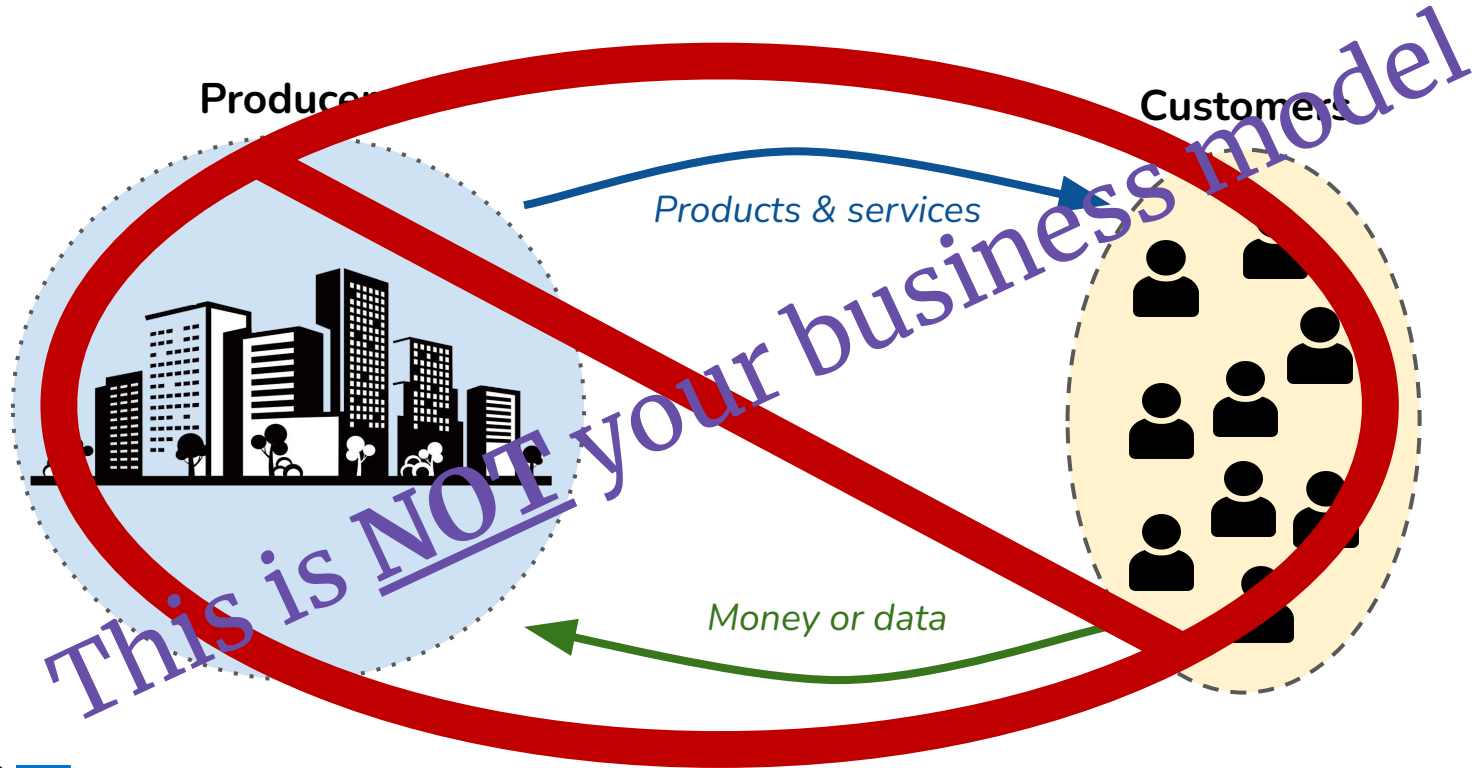 Producer
Customers
Products & services
This is NOT your business model
Money or data